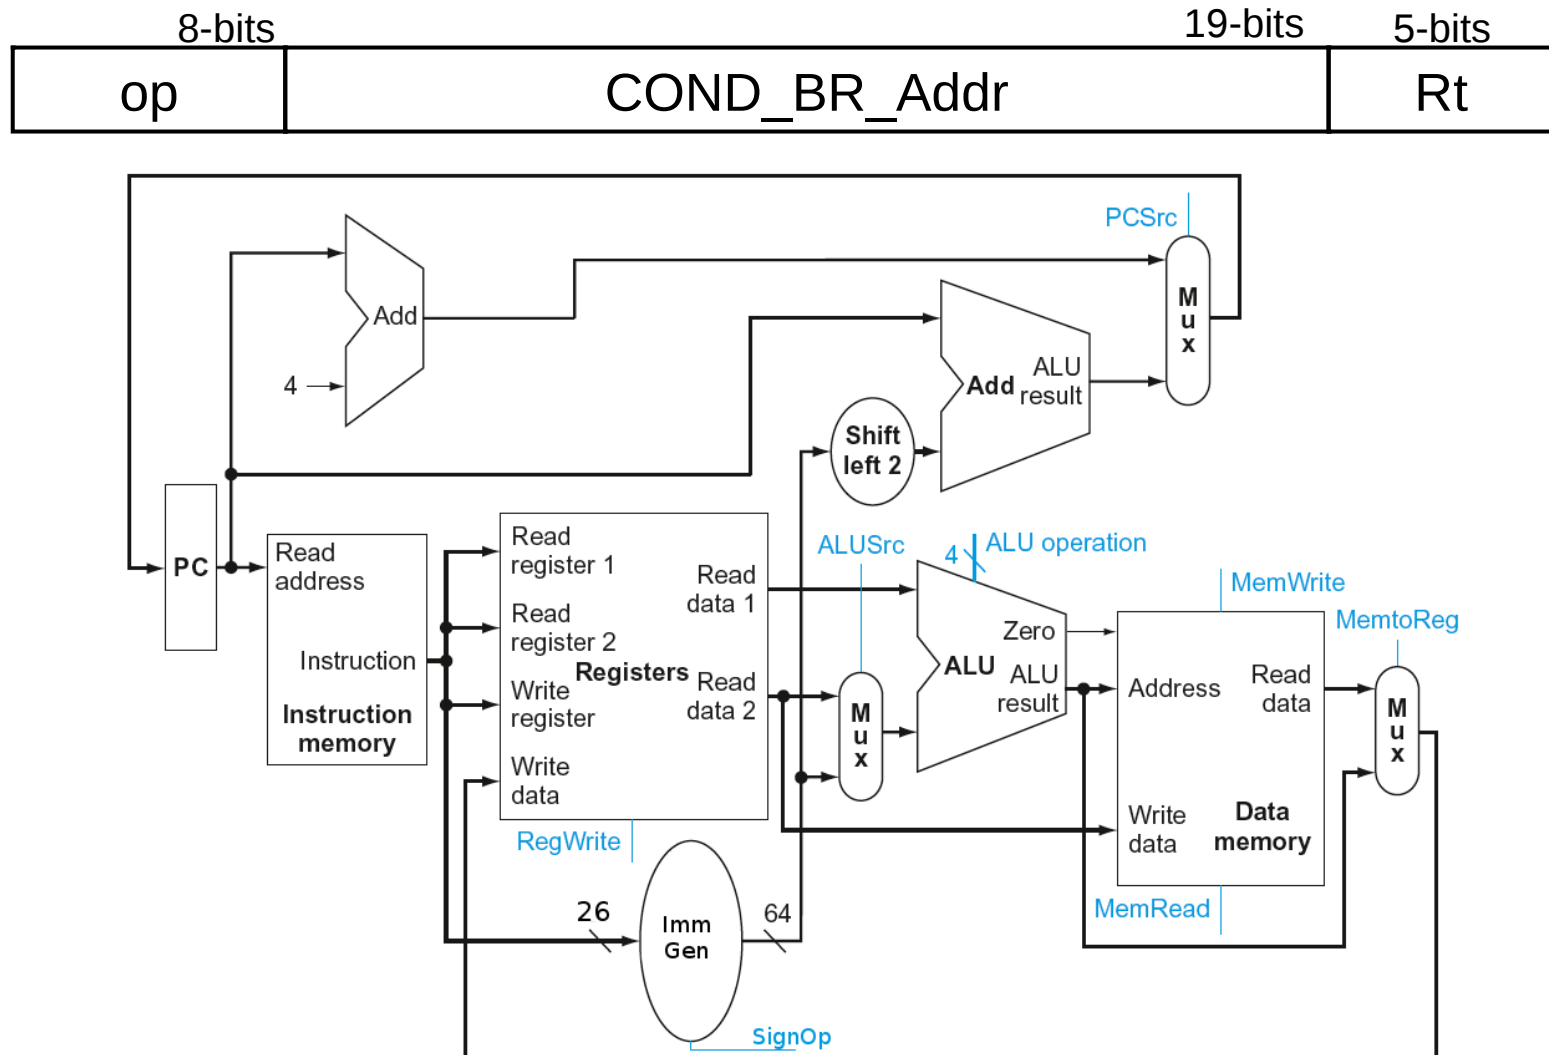 8-bits
19-bits
5-bits
op
COND_BR_Addr
Rt
PCSrc
Add
4
M
u
x
Add
ALU
result
Shift
left 2
PC
Read
address
Instruction
Instruction
memory
Read
register 1
Read
register 2
Write
register
Write
data
Registers
Read
data 1
Read
data 2
RegWrite
ALUSrc
M
u
x
4
ALU operation
Zero
ALU
ALU
result
MemWrite
Address
Read
data
Write
data
Data
memory
MemRead
MemtoReg
M
u
x
26
Imm
Gen
64
SignOp